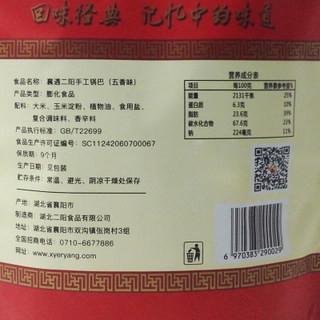 回味经典 记忆中的味道
食品名称：襄遇二阳手工锅巴（五香味）
产品类型：膨化食品
配料：大米、玉米淀粉、植物油、食用盐、
复合调味料、香辛料
产品执行标准号：GB/T22699
食品生产许可证编号：SC11242060700067
保质期：9个月
生产日期：见包装
贮存条件：常温、避光、阴凉干燥处保存
产地：湖北省襄阳市
制造商：湖北二阳食品有限公司
地址：湖北省襄阳市双沟镇张岗村3组
全国招商电话：0710-6677886
网址：www.xyeryang.com
营养成分表
项目 每100克 营养素参考值%
能量 2131千焦 25%
蛋白质 6.3克 10%
脂肪 23.6克 39%
碳水化合物 67.6克 23%
钠 224毫克 11%
6970383290029